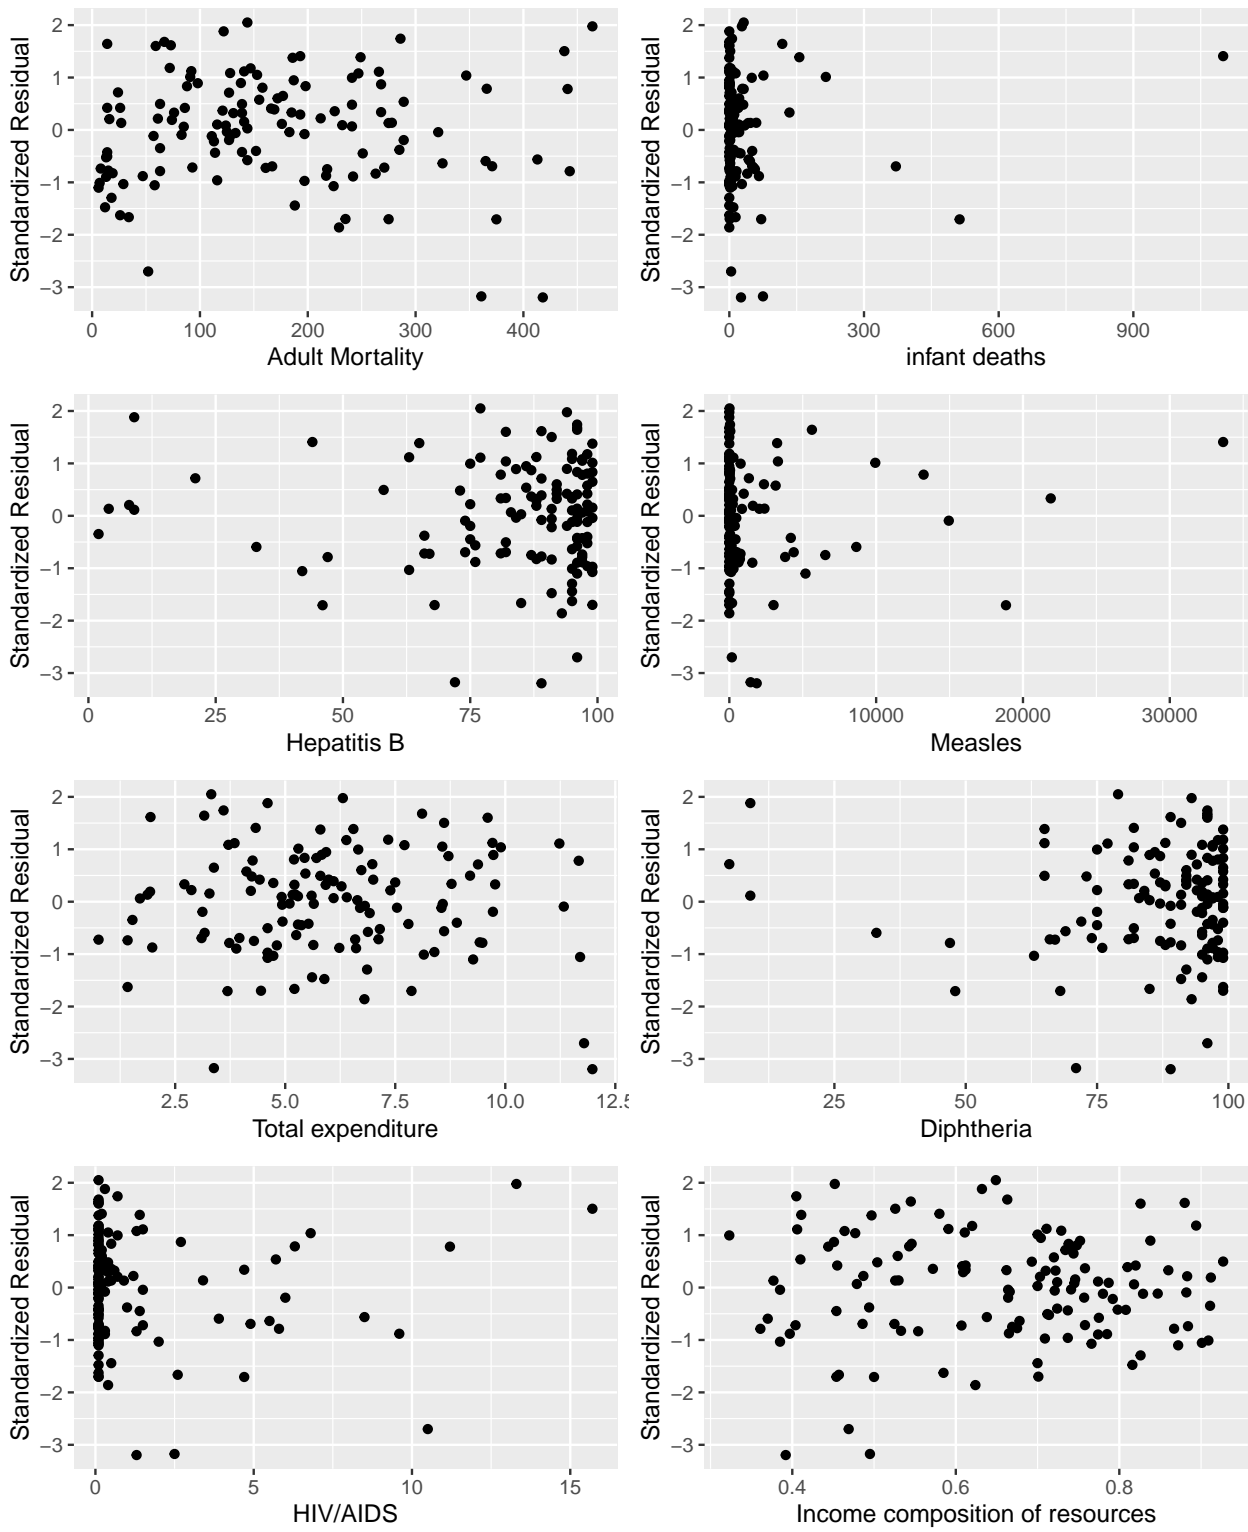 Standardized Residual
2
1
0
−1
−2
−3
0 100 200 300 400
Adult Mortality
Standardized Residual
2
1
0
−1
−2
−3
0 300 600 900
infant deaths
Standardized Residual
2
1
0
−1
−2
−3
0 25 50 75 100
Hepatitis B
Standardized Residual
2
1
0
−1
−2
−3
0 10000 20000 30000
Measles
Standardized Residual
2
1
0
−1
−2
−3
2.5 5.0 7.5 10.0 12.5
Total expenditure
Standardized Residual
2
1
0
−1
−2
−3
25 50 75 100
Diphtheria
Standardized Residual
2
1
0
−1
−2
−3
0 5 10 15
HIV/AIDS
Standardized Residual
2
1
0
−1
−2
−3
0.4 0.6 0.8
Income composition of resources